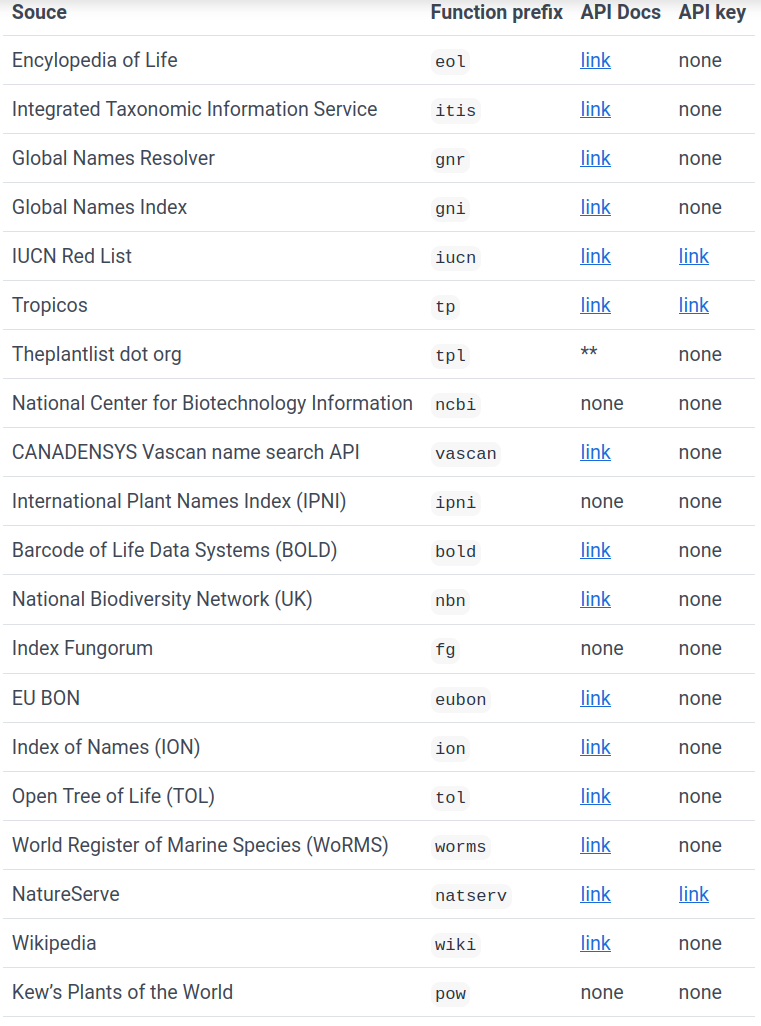 Souce Function prefix API Docs API key
Encylopedia of Life eol link none
Integrated Taxonomic Information Service itis link none
Global Names Resolver gnr link none
Global Names Index gni link none
IUCN Red List iucn link link
Tropicos tp link link
Theplantlist dot org tpl ** none
National Center for Biotechnology Information ncbi none none
CANADENSYS Vascan name search API vascan link none
International Plant Names Index (IPNI) ipni none none
Barcode of Life Data Systems (BOLD) bold link none
National Biodiversity Network (UK) nbn link none
Index Fungorum fg none none
EU BON eubon link none
Index of Names (ION) ion link none
Open Tree of Life (TOL) tol link none
World Register of Marine Species (WoRMS) worms link none
NatureServe natserv link link
Wikipedia wiki link none
Kew’s Plants of the World pow none none